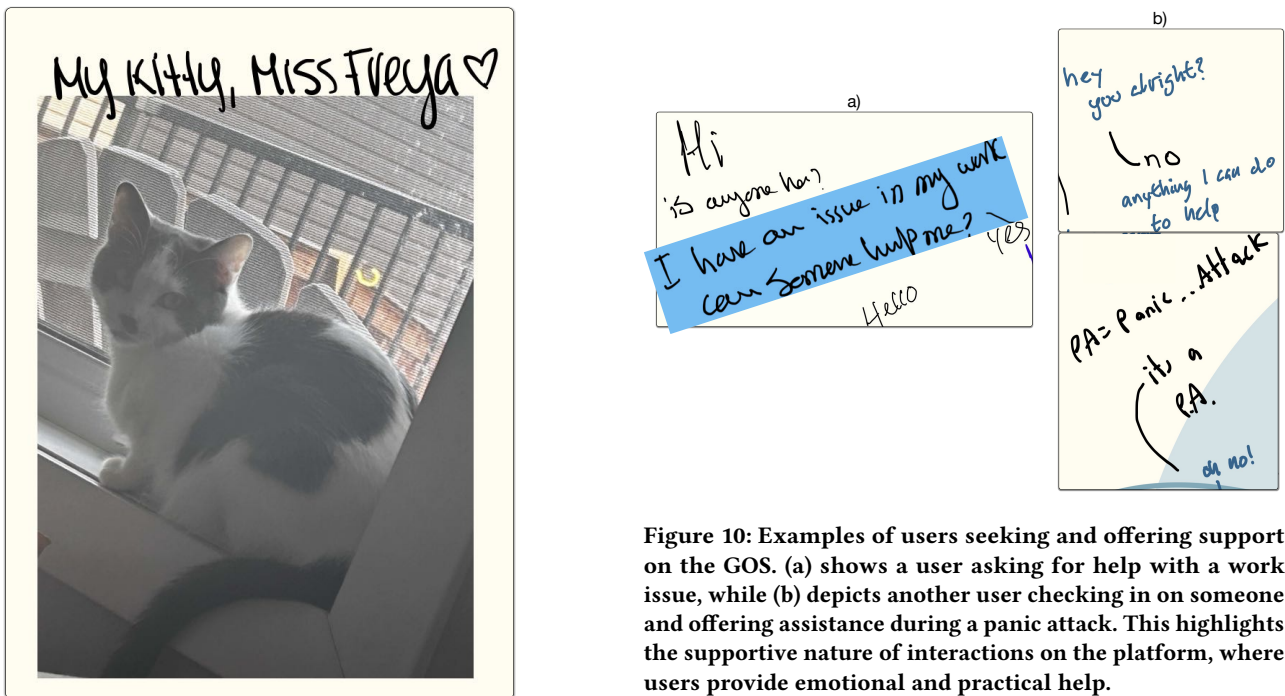 My Kitty, Miss Freya ♡
a)
Hi
is anyone her?
I have an issue in my work
can someone help me?
Yes
Hello
b)
hey
you alright?
no
anything I can do
to help
PA= Panic...Attack
its a
P.A.
oh no!
Figure 10: Examples of users seeking and offering support
on the GOS. (a) shows a user asking for help with a work
issue, while (b) depicts another user checking in on someone
and offering assistance during a panic attack. This highlights
the supportive nature of interactions on the platform, where
users provide emotional and practical help.